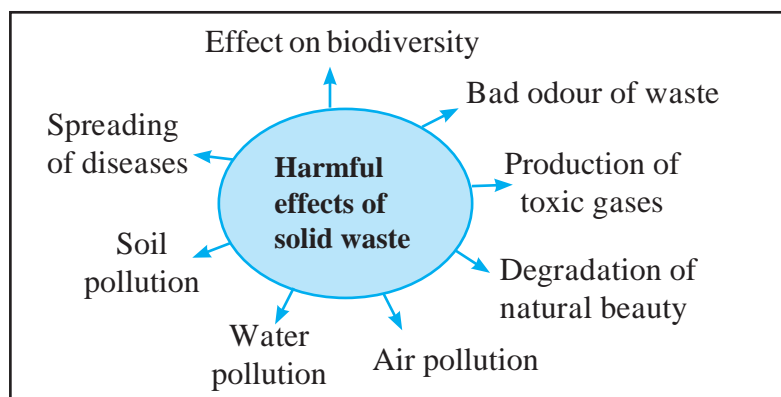 Effect on biodiversity
Bad odour of waste
Spreading
of diseases
Harmful
effects of
solid waste
Production of
toxic gases
Soil
pollution
Degradation of
natural beauty
Water
pollution
Air pollution